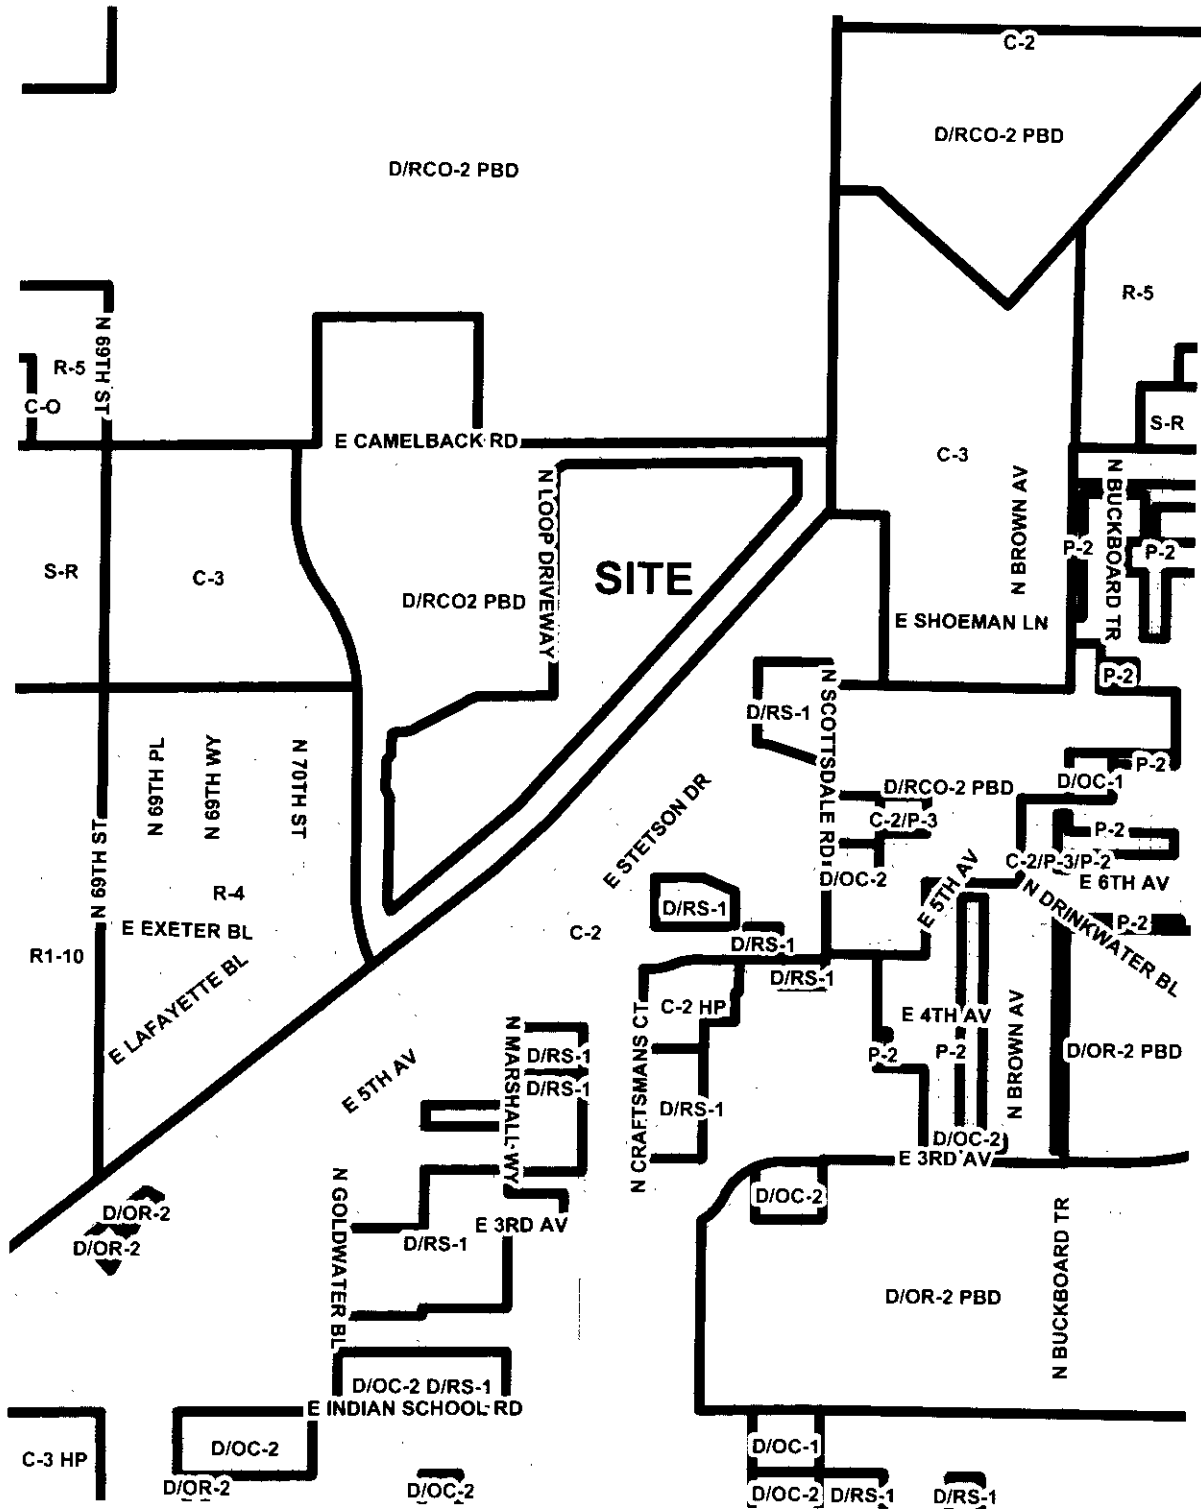 C-2
D/RCO-2 PBD
D/RCO-2 PBD
R-5
N 69TH ST
R-5
C-O
S-R
E CAMELBACK RD
C-3
N LOOP DRIVEWAY
N BROWN AV
N BUCKBOARD TR
P-2
P-2
S-R
C-3
SITE
D/RCO2 PBD
E SHOEMAN LN
P-2
D/RS-1
N SCOTTSDALE RD
N 69TH PL
N 69TH WY
N 70TH ST
E STETSON DR
P-2
D/OC-1
D/RCO-2 PBD
C-2/P-3
P-2
N 69TH ST
C-2/P-3/P-2
D/OC-2
E 6TH AV
R-4
E 5TH AV
N DRINKWATER BL
D/RS-1
E EXETER BL
C-2
P-2
D/RS-1
R1-10
E LAFAYETTE BL
D/RS-1
C-2 HP
E 4TH AV
N MARSHALL WY
N CRAFTSMANS CT
N BROWN AV
D/RS-1
P-2
P-2
D/OR-2 PBD
E 5TH AV
D/RS-1
D/RS-1
D/OC-2
E 3RD AV
N GOLDWATER BL
D/OC-2
D/OR-2
E 3RD AV
D/RS-1
D/OR-2
N BUCKBOARD TR
D/OR-2 PBD
D/OC-2 D/RS-1
E INDIAN SCHOOL RD
C-3 HP
D/OC-2
D/OC-1
D/OR-2
D/OC-2
D/OC-2
D/RS-1
D/RS-1